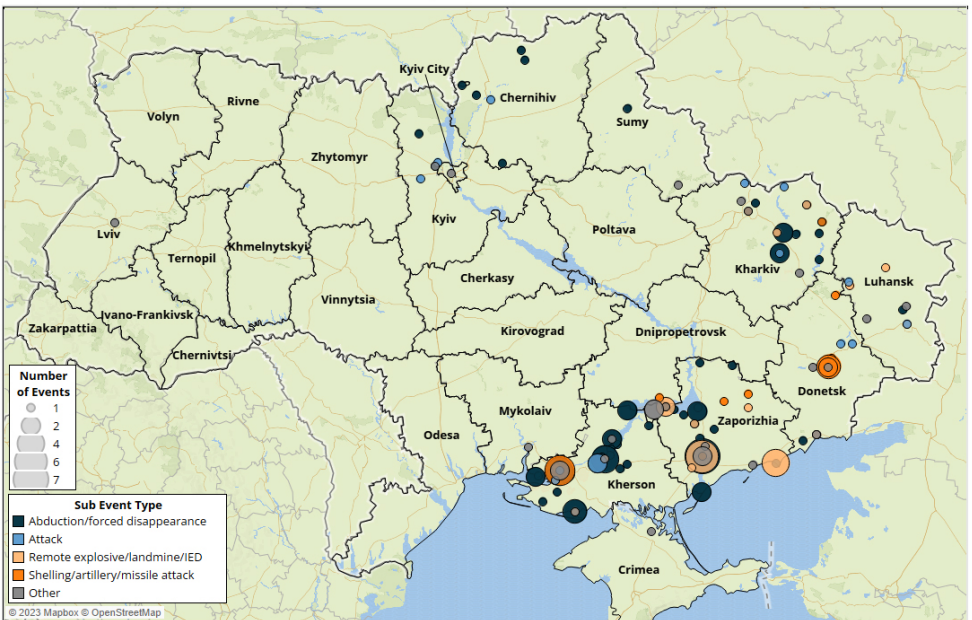 Kyiv City
Chernihiv
Volyn
Rivne
Sumy
Zhytomyr
Kyiv
Poltava
Lviv
Ternopil
Khmelnytskyi
Kharkiv
Luhansk
Cherkasy
Vinnytsia
Ivano-Frankivsk
Zakarpattia
Kirovograd
Dnipropetrovsk
Chernivtsi
Donetsk
Mykolaiv
Zaporizhia
Odesa
Kherson
Crimea
Number
of Events
1
2
4
6
7
Sub Event Type
Abduction/forced disappearance
Attack
Remote explosive/landmine/IED
Shelling/artillery/missile attack
Other
© 2023 Mapbox © OpenStreetMap